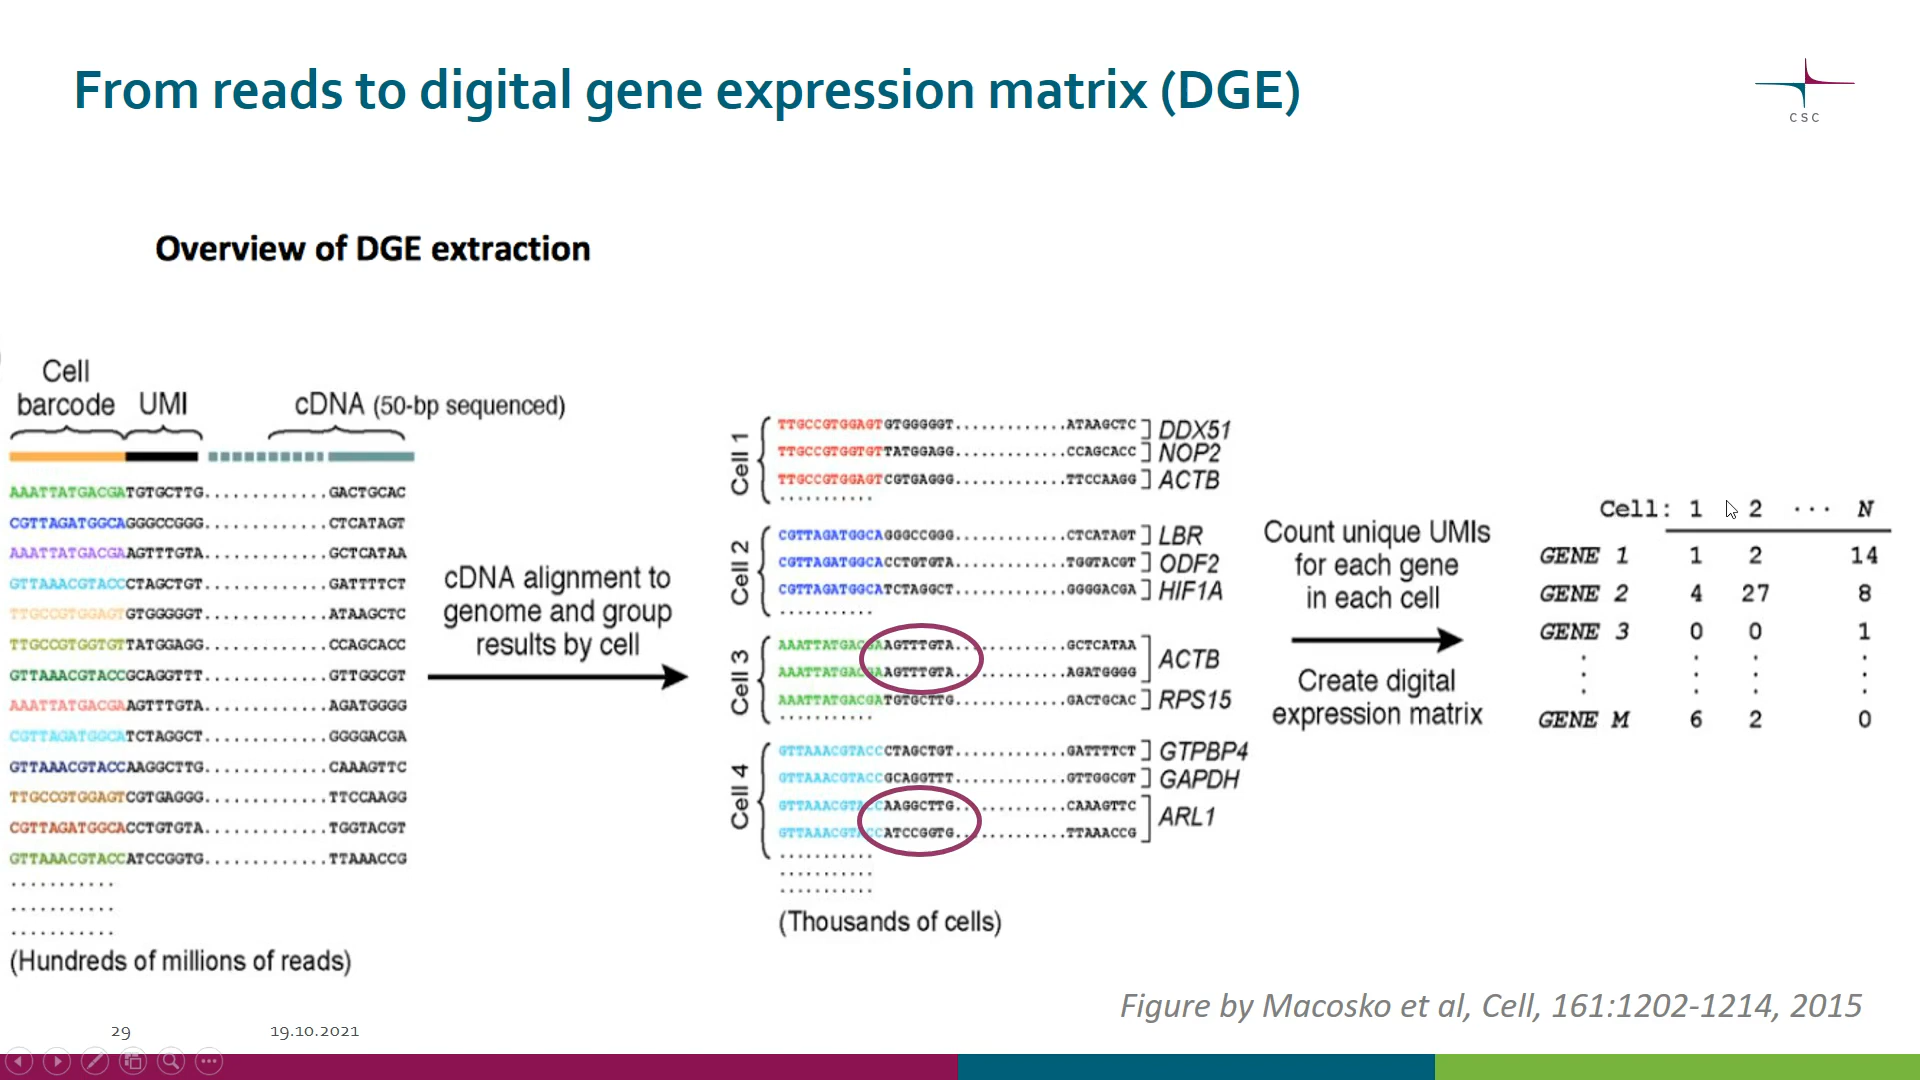 From reads to digital gene expression matrix (DGE)
CSC
Overview of DGE extraction
Cell
barcode UMI cDNA (50-bp sequenced)
AAATTATGACGATGTGCTTG............GACTGCAC
CGTTAGATGGCAGGGCCGGG............CTCATAGT
AAATTATGACGAAGTTTGTA............GCTCATAA
GTTAAACGTACCCTAGCTGT............GATTTTCT
TTGCCGTGGAGTGTGGGGGT............ATAAGCTC
TTGCCGTGGTGTTATGGAGG............CCAGCACC
GTTAAACGTACCGCAGGTTT............GTTGGCGT
AAATTATGACGAAGTTTGTA............AGATGGGG
CGTTAGATGGCATCTAGGCT............GGGGACGA
GTTAAACGTACCAAGGCTTG............CAAAGTTC
TTGCCGTGGAGTCGTGAGGG............TTCCAAGG
CGTTAGATGGCACCTGTGTA............TGGTACGT
GTTAAACGTACCATCCGGTG............TTAAACCG
...........
...........
...........
(Hundreds of millions of reads)
cDNA alignment to
genome and group
results by cell
Cell 1
TTGCCGTGGAGTGTGGGGGT.............ATAAGCTC DDX51
TTGCCGTGGTGTTATGGAGG.............CCAGCACC NOP2
TTGCCGTGGAGTCGTGAGGG.............TTCCAAGG ACTB
...........
Cell 2
CGTTAGATGGCAGGGCCGGG.............CTCATAGT LBR
CGTTAGATGGCACCTGTGTA.............TGGTACGT ODF2
CGTTAGATGGCATCTAGGCT.............GGGGACGA HIF1A
...........
Cell 3
AAATTATGACGAAGTTTGTA.............GCTCATAA
AAATTATGACGAAGTTTGTA.............AGATGGGG
ACTB
AAATTATGACGATGTGCTTG.............GACTGCAC RPS15
...........
Cell 4
GTTAAACGTACCCTAGCTGT.............GATTTTCT GTPBP4
GTTAAACGTACCGCAGGTTT.............GTTGGCGT GAPDH
GTTAAACGTACCAAGGCTTG.............CAAAGTTC
GTTAAACGTACCATCCGGTG.............TTAAACCG
ARL1
...........
...........
...........
(Thousands of cells)
Count unique UMIs
for each gene
in each cell
Create digital
expression matrix
Cell: 1 2 ... N
GENE 1 1 2 14
GENE 2 4 27 8
GENE 3 0 0 1
GENE M 6 2 0
Figure by Macosko et al, Cell, 161:1202-1214, 2015
29 19.10.2021